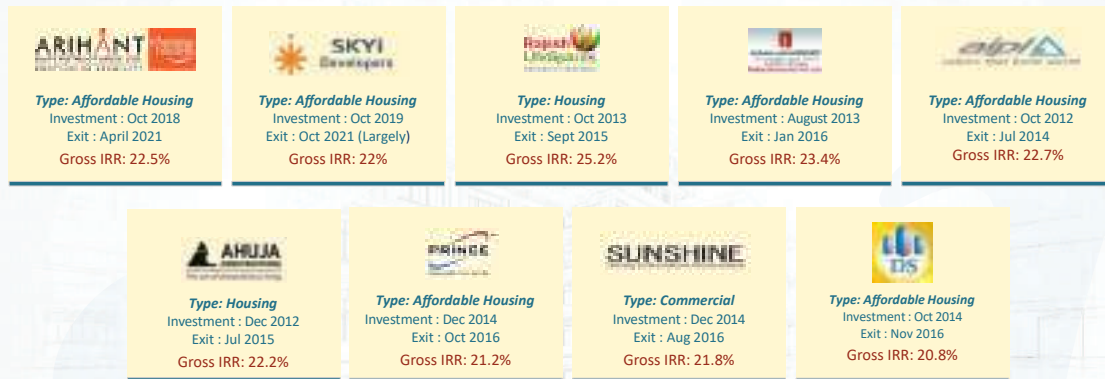 ARIHANT
Type: Affordable Housing
Investment : Oct 2018
Exit : April 2021
Gross IRR: 22.5%
SKYi
Developers
Type: Affordable Housing
Investment : Oct 2019
Exit : Oct 2021 (Largely)
Gross IRR: 22%
Rajesh
LifeSpaces
Type: Housing
Investment : Oct 2013
Exit : Sept 2015
Gross IRR: 25.2%
Type: Affordable Housing
Investment : August 2013
Exit : Jan 2016
Gross IRR: 23.4%
Type: Affordable Housing
Investment : Oct 2012
Exit : Jul 2014
Gross IRR: 22.7%
AHUJA
Type: Housing
Investment : Dec 2012
Exit : Jul 2015
Gross IRR: 22.2%
PRINCE
Type: Affordable Housing
Investment : Dec 2014
Exit : Oct 2016
Gross IRR: 21.2%
SUNSHINE
Type: Commercial
Investment : Dec 2014
Exit : Aug 2016
Gross IRR: 21.8%
DS
Type: Affordable Housing
Investment : Oct 2014
Exit : Nov 2016
Gross IRR: 20.8%